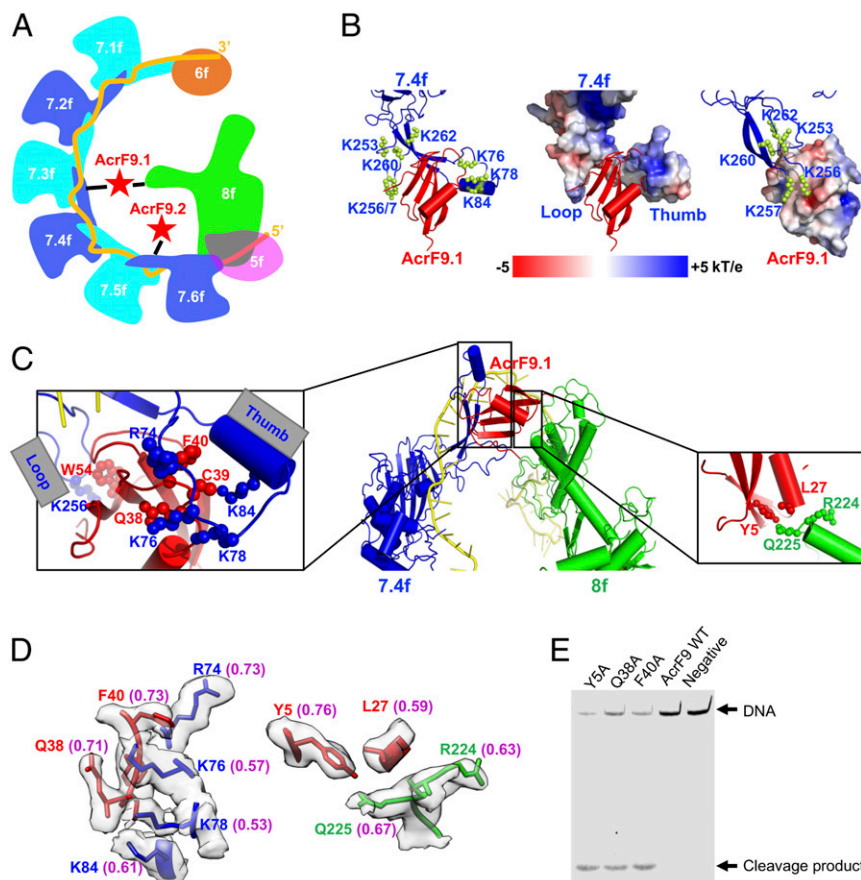 A
7.1f
3'
6f
7.2f
AcrF9.1
7.3f
8f
AcrF9.2
7.4f
5'
5f
7.5f
7.6f
B
7.4f
7.4f
K262
K253
K76
K260
K78
K256/7
K84
AcrF9.1
Loop
Thumb
-5
+5 kT/e
K262
K253
K260
K256
K257
AcrF9.1
C
AcrF9.1
Thumb
R74
F40
Loop
W54
C39
K256
K84
Q38
K76
K78
7.4f
8f
L27
Y5
R224
Q225
D
R74 (0.73)
F40 (0.73)
Q38 (0.71)
K76 (0.57)
K78 (0.53)
K84 (0.61)
Y5 (0.76)
L27 (0.59)
R224 (0.63)
Q225 (0.67)
E
Y5A
Q38A
F40A
AcrF9 WT
Negative
DNA
Cleavage product